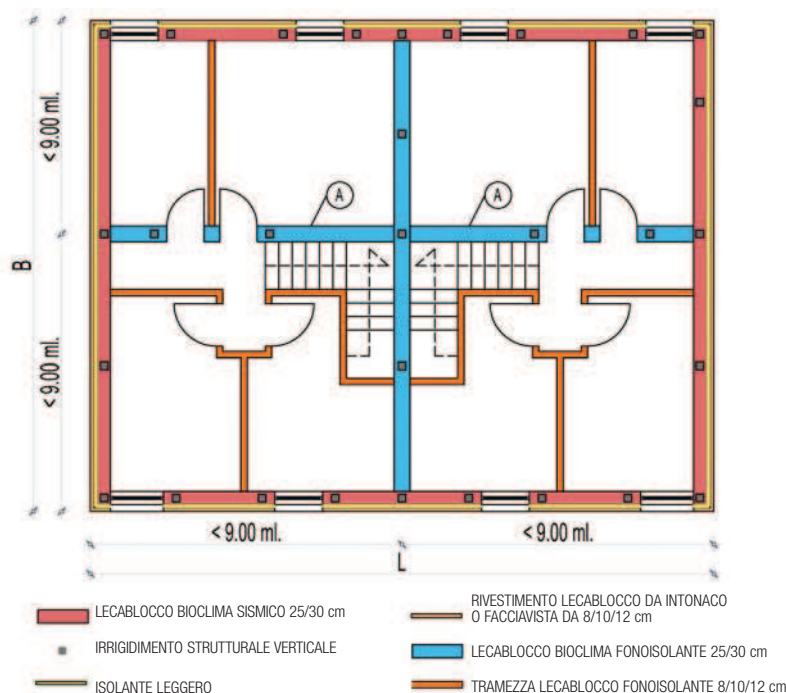 A
A
< 9.00 ml.
B
< 9.00 ml.
< 9.00 ml.
< 9.00 ml.
L
LECABLOCCO BIOCLIMA SISMICO 25/30 cm
IRRIGIDIMENTO STRUTTURALE VERTICALE
ISOLANTE LEGGERO
RIVESTIMENTO LECABLOCCO DA INTONACO
O FACCIAVISTA DA 8/10/12 cm
LECABLOCCO BIOCLIMA FONOISOLANTE 25/30 cm
TRAMEZZA LECABLOCCO FONOISOLANTE 8/10/12 cm